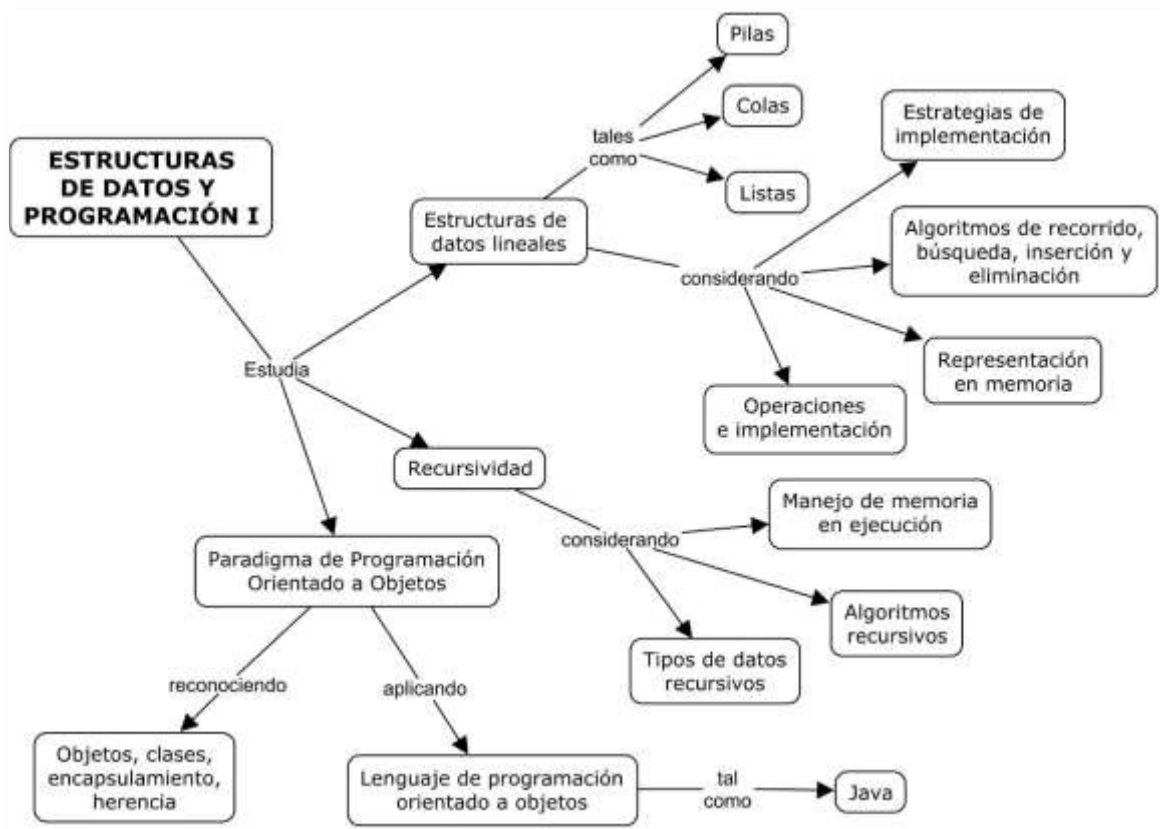 Pilas
Colas
Estrategias de
implementación
tales
como
ESTRUCTURAS
DE DATOS Y
PROGRAMACIÓN I
Listas
Estructuras de
datos lineales
Algoritmos de recorrido,
búsqueda, inserción y
eliminación
considerando
Estudia
Representación
en memoria
Operaciones
e implementación
Recursividad
Manejo de memoria
en ejecución
considerando
Paradigma de Programación
Orientado a Objetos
Algoritmos
recursivos
Tipos de datos
recursivos
reconociendo
aplicando
Objetos, clases,
encapsulamiento,
herencia
Lenguaje de programación
orientado a objetos
tal
como
Java